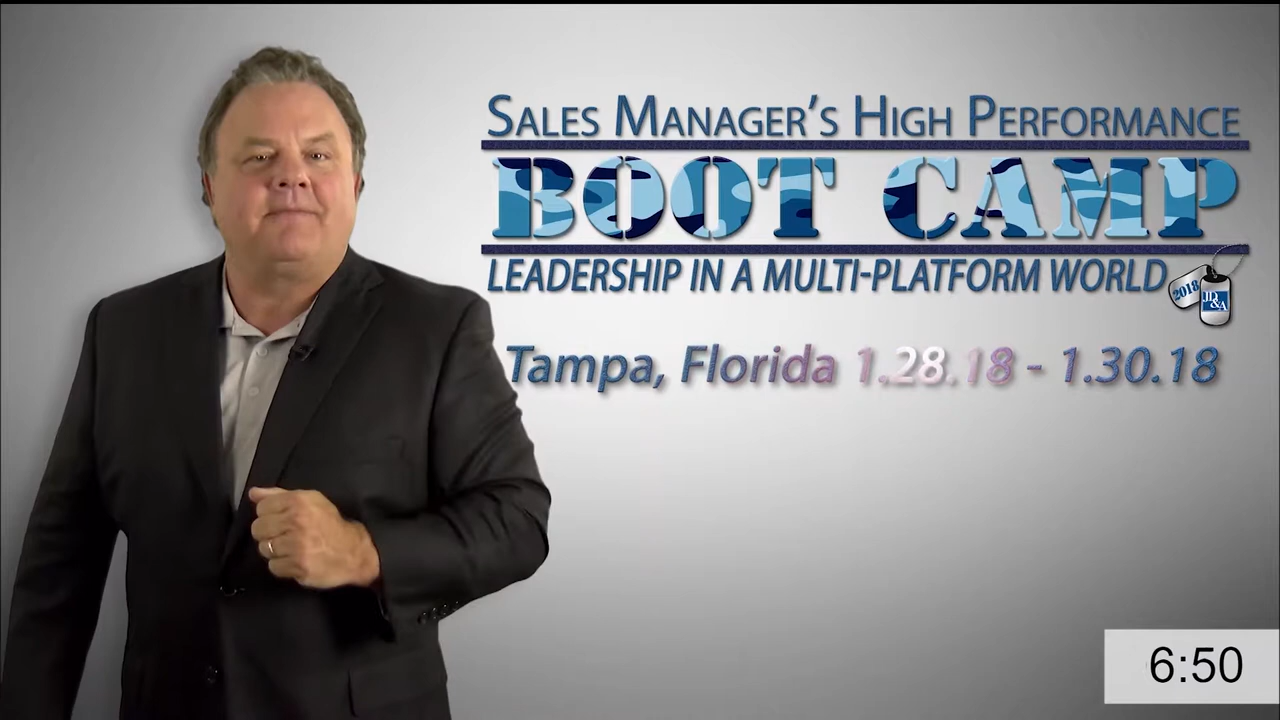 SALES MANAGER'S HIGH PERFORMANCE
BOOT CAMP
LEADERSHIP IN A MULTI-PLATFORM WORLD
2018
JD&A
Tampa, Florida 1.28.18 - 1.30.18
6:50